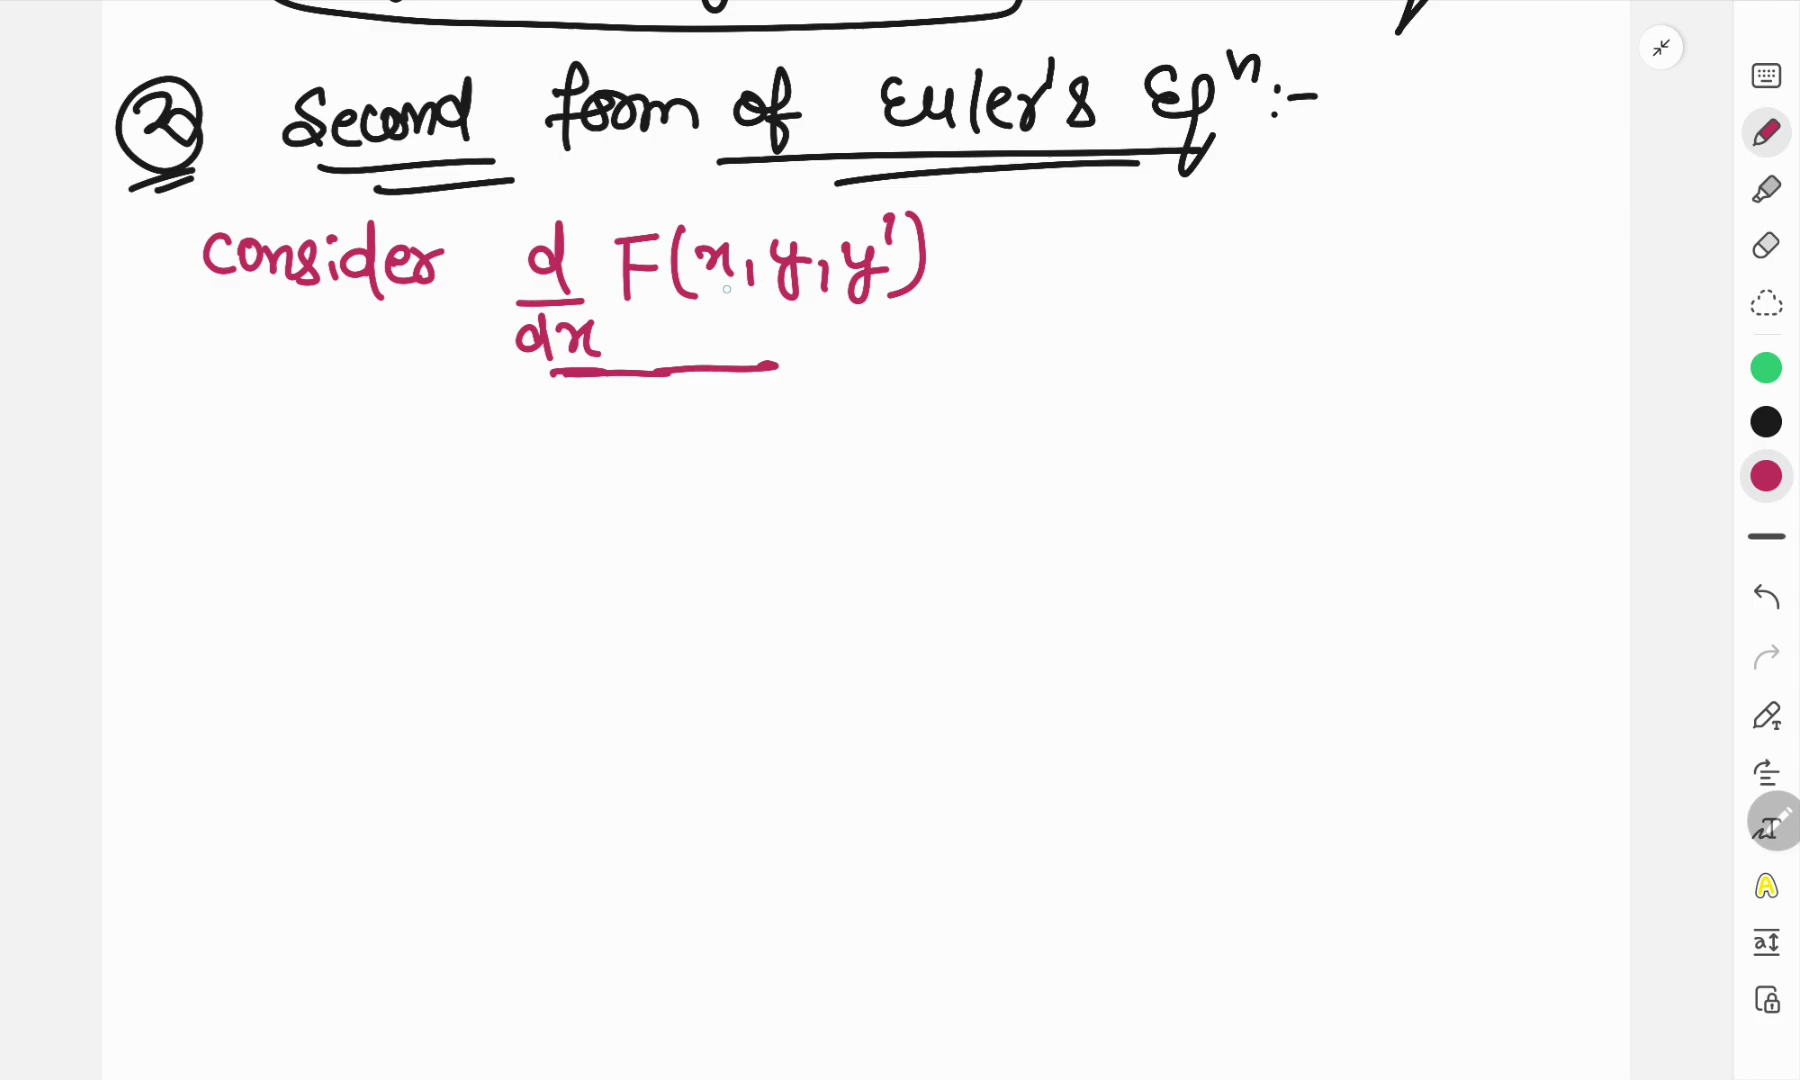 ② Second form of Euler's Eqⁿ :-
Consider d/dx F(x, y, y')